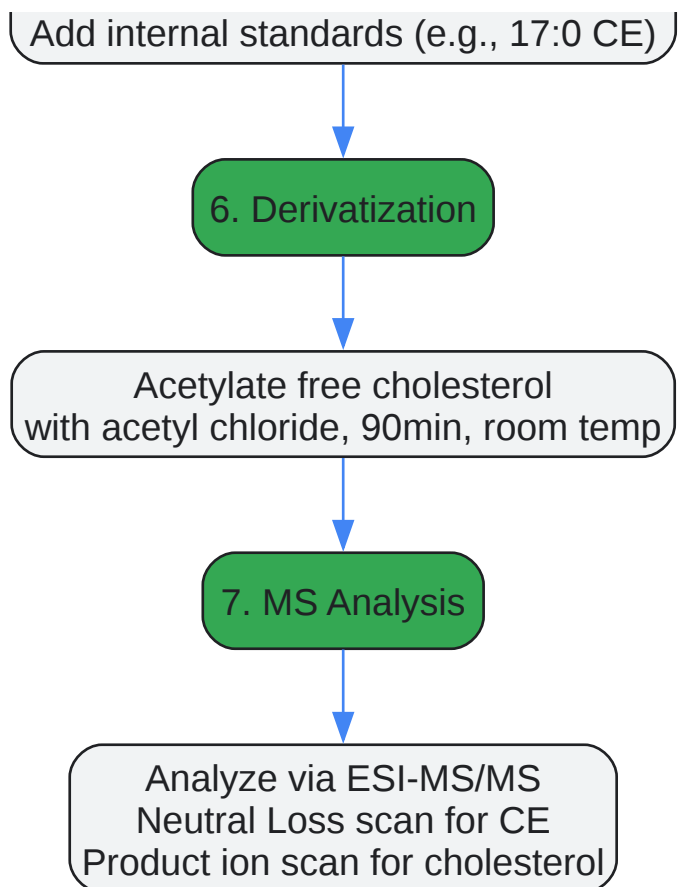 Add internal standards (e.g., 17:0 CE)
6. Derivatization
Acetylate free cholesterol
with acetyl chloride, 90min, room temp
7. MS Analysis
Analyze via ESI-MS/MS
Neutral Loss scan for CE
Product ion scan for cholesterol